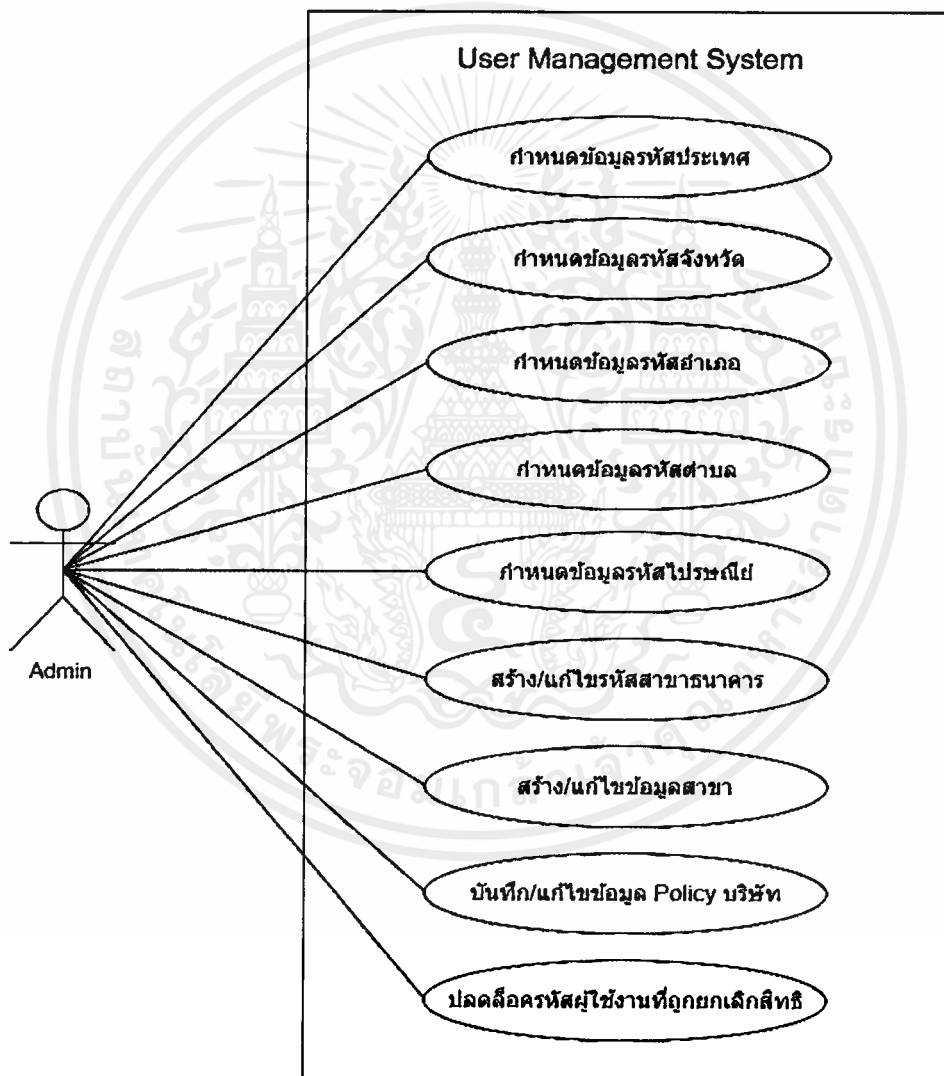 User Management System
กำหนดข้อมูลรหัสประเทศ
กำหนดข้อมูลรหัสจังหวัด
กำหนดข้อมูลรหัสอำเภอ
กำหนดข้อมูลรหัสตำบล
กำหนดข้อมูลรหัสไปรษณีย์
Admin
สร้าง/แก้ไขรหัสสาขาธนาคาร
สร้าง/แก้ไขข้อมูลสาขา
บันทึก/แก้ไขข้อมูล Policy บริษัท
ปลดล็อครหัสผู้ใช้งานที่ถูกยกเลิกสิทธิ